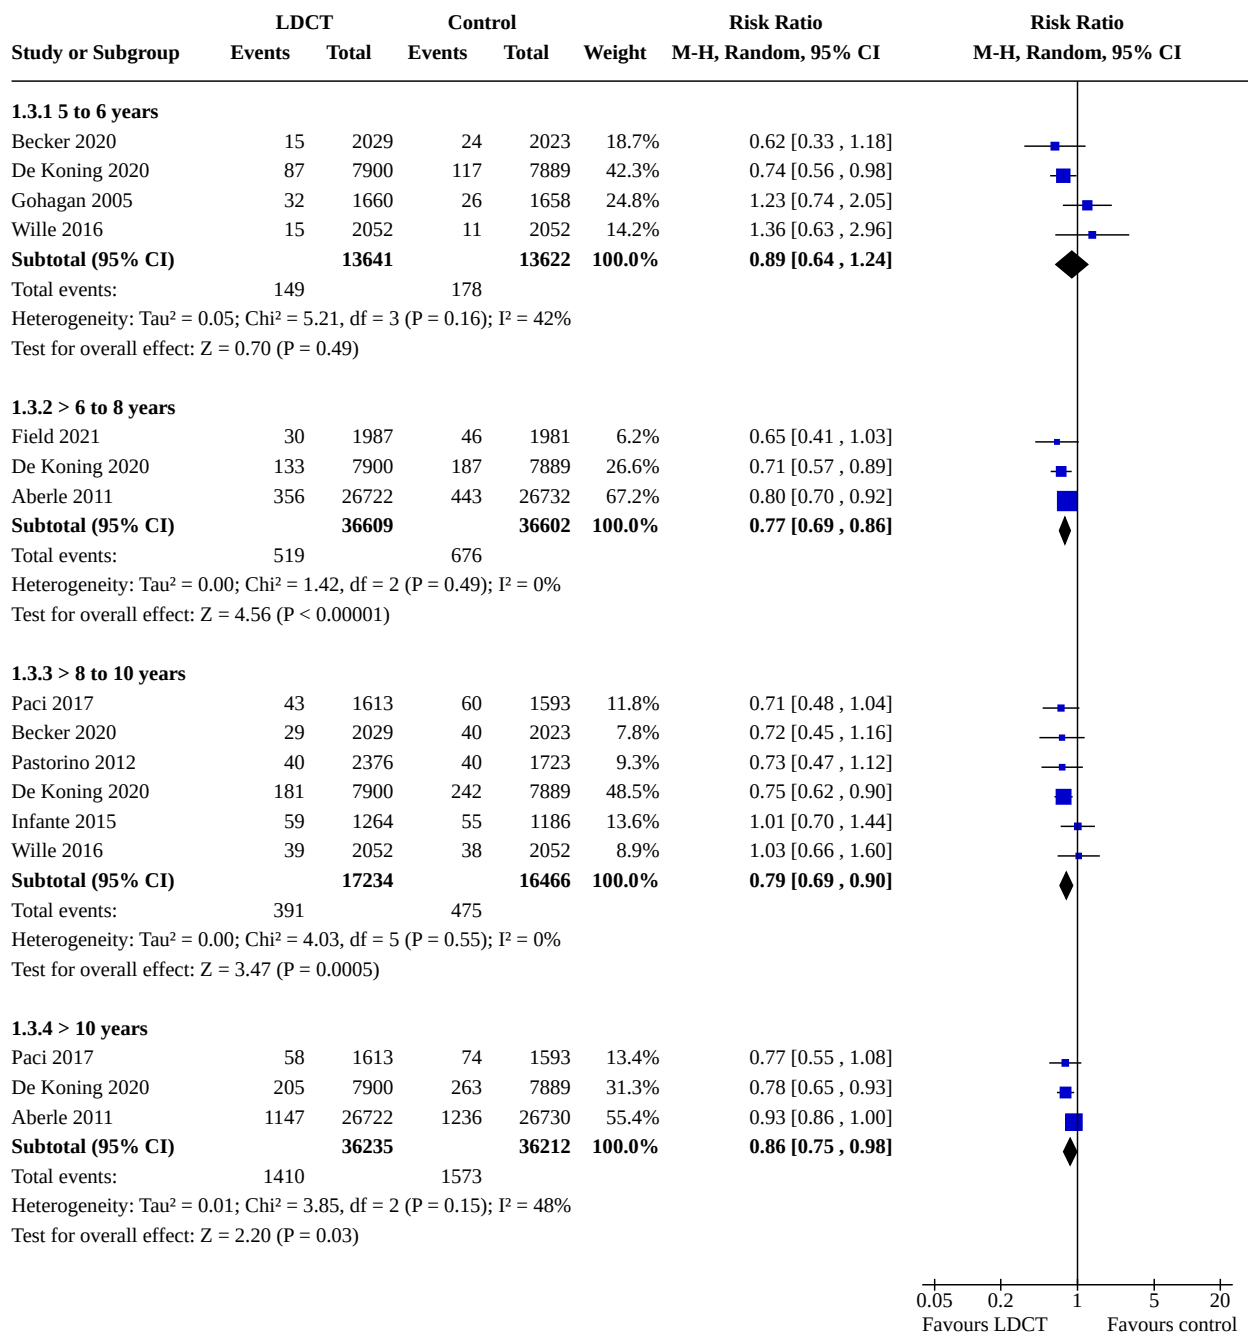 LDCT Control Risk Ratio Risk Ratio
Study or Subgroup Events Total Events Total Weight M-H, Random, 95% CI M-H, Random, 95% CI
1.3.1 5 to 6 years
Becker 2020 15 2029 24 2023 18.7% 0.62 [0.33 , 1.18]
De Koning 2020 87 7900 117 7889 42.3% 0.74 [0.56 , 0.98]
Gohagan 2005 32 1660 26 1658 24.8% 1.23 [0.74 , 2.05]
Wille 2016 15 2052 11 2052 14.2% 1.36 [0.63 , 2.96]
Subtotal (95% CI) 13641 13622 100.0% 0.89 [0.64 , 1.24]
Total events: 149 178
Heterogeneity: Tau² = 0.05; Chi² = 5.21, df = 3 (P = 0.16); I² = 42%
Test for overall effect: Z = 0.70 (P = 0.49)
1.3.2 > 6 to 8 years
Field 2021 30 1987 46 1981 6.2% 0.65 [0.41 , 1.03]
De Koning 2020 133 7900 187 7889 26.6% 0.71 [0.57 , 0.89]
Aberle 2011 356 26722 443 26732 67.2% 0.80 [0.70 , 0.92]
Subtotal (95% CI) 36609 36602 100.0% 0.77 [0.69 , 0.86]
Total events: 519 676
Heterogeneity: Tau² = 0.00; Chi² = 1.42, df = 2 (P = 0.49); I² = 0%
Test for overall effect: Z = 4.56 (P < 0.00001)
1.3.3 > 8 to 10 years
Paci 2017 43 1613 60 1593 11.8% 0.71 [0.48 , 1.04]
Becker 2020 29 2029 40 2023 7.8% 0.72 [0.45 , 1.16]
Pastorino 2012 40 2376 40 1723 9.3% 0.73 [0.47 , 1.12]
De Koning 2020 181 7900 242 7889 48.5% 0.75 [0.62 , 0.90]
Infante 2015 59 1264 55 1186 13.6% 1.01 [0.70 , 1.44]
Wille 2016 39 2052 38 2052 8.9% 1.03 [0.66 , 1.60]
Subtotal (95% CI) 17234 16466 100.0% 0.79 [0.69 , 0.90]
Total events: 391 475
Heterogeneity: Tau² = 0.00; Chi² = 4.03, df = 5 (P = 0.55); I² = 0%
Test for overall effect: Z = 3.47 (P = 0.0005)
1.3.4 > 10 years
Paci 2017 58 1613 74 1593 13.4% 0.77 [0.55 , 1.08]
De Koning 2020 205 7900 263 7889 31.3% 0.78 [0.65 , 0.93]
Aberle 2011 1147 26722 1236 26730 55.4% 0.93 [0.86 , 1.00]
Subtotal (95% CI) 36235 36212 100.0% 0.86 [0.75 , 0.98]
Total events: 1410 1573
Heterogeneity: Tau² = 0.01; Chi² = 3.85, df = 2 (P = 0.15); I² = 48%
Test for overall effect: Z = 2.20 (P = 0.03)
0.05 0.2 1 5 20
Favours LDCT Favours control